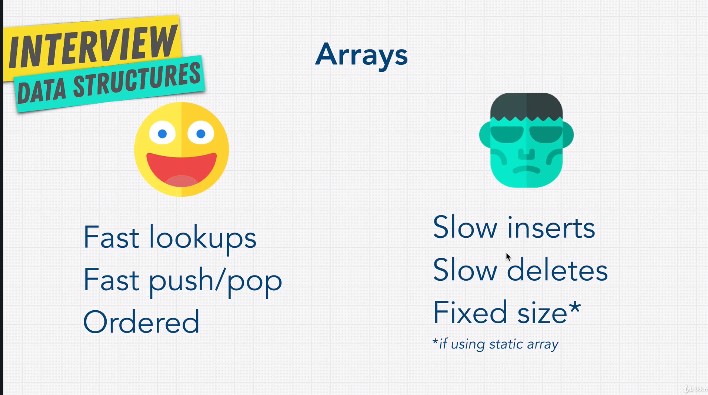 INTERVIEW
DATA STRUCTURES
Arrays
Fast lookups
Fast push/pop
Ordered
Slow inserts
Slow deletes
Fixed size*
*if using static array